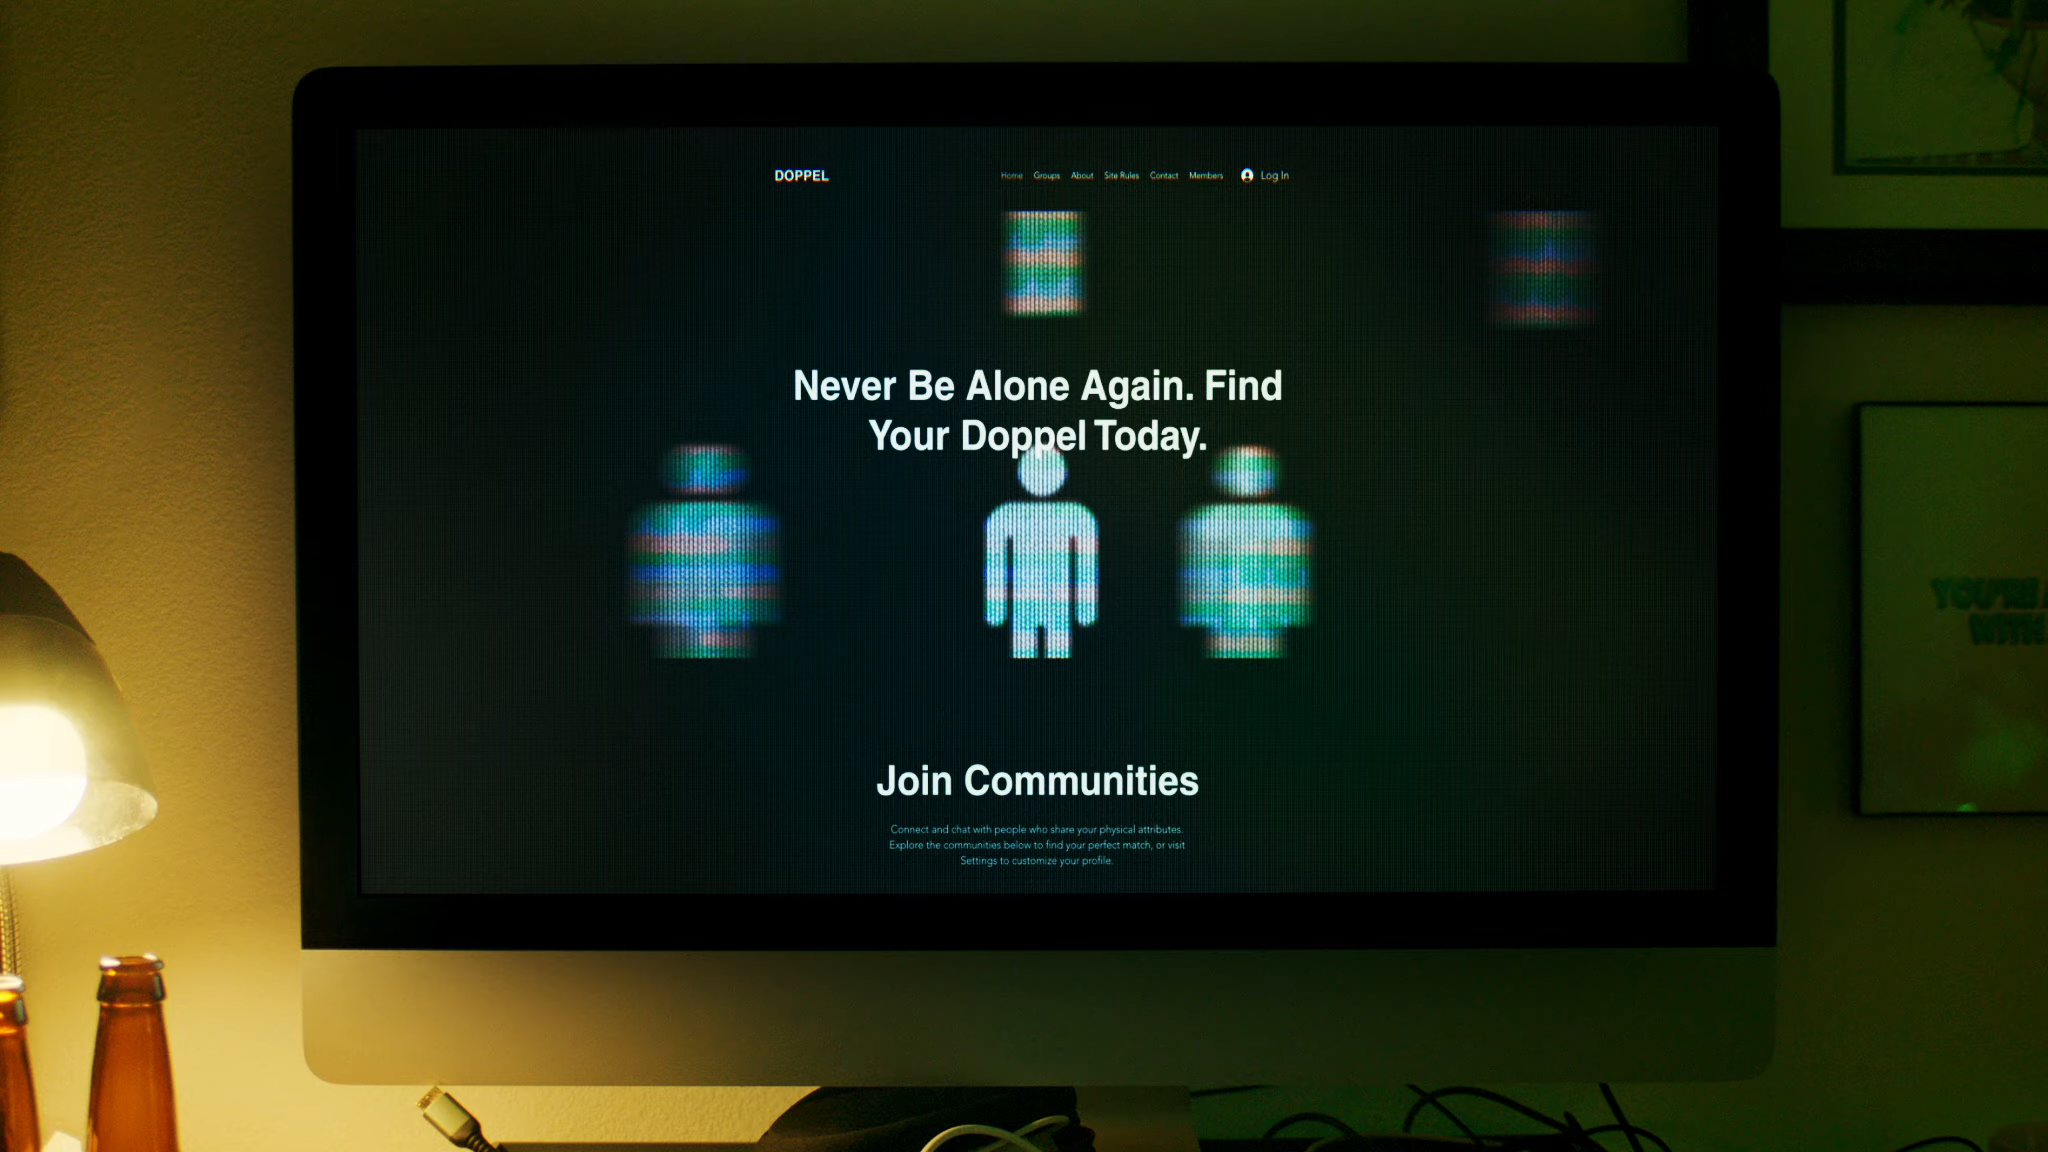 DOPPEL
Home Groups About Site Rules Contact Members Log In
Never Be Alone Again. Find
Your Doppel Today.
Join Communities
Connect and chat with people who share your physical attributes.
Explore the communities below to find your perfect match, or visit
Settings to customize your profile.
YOU'RE